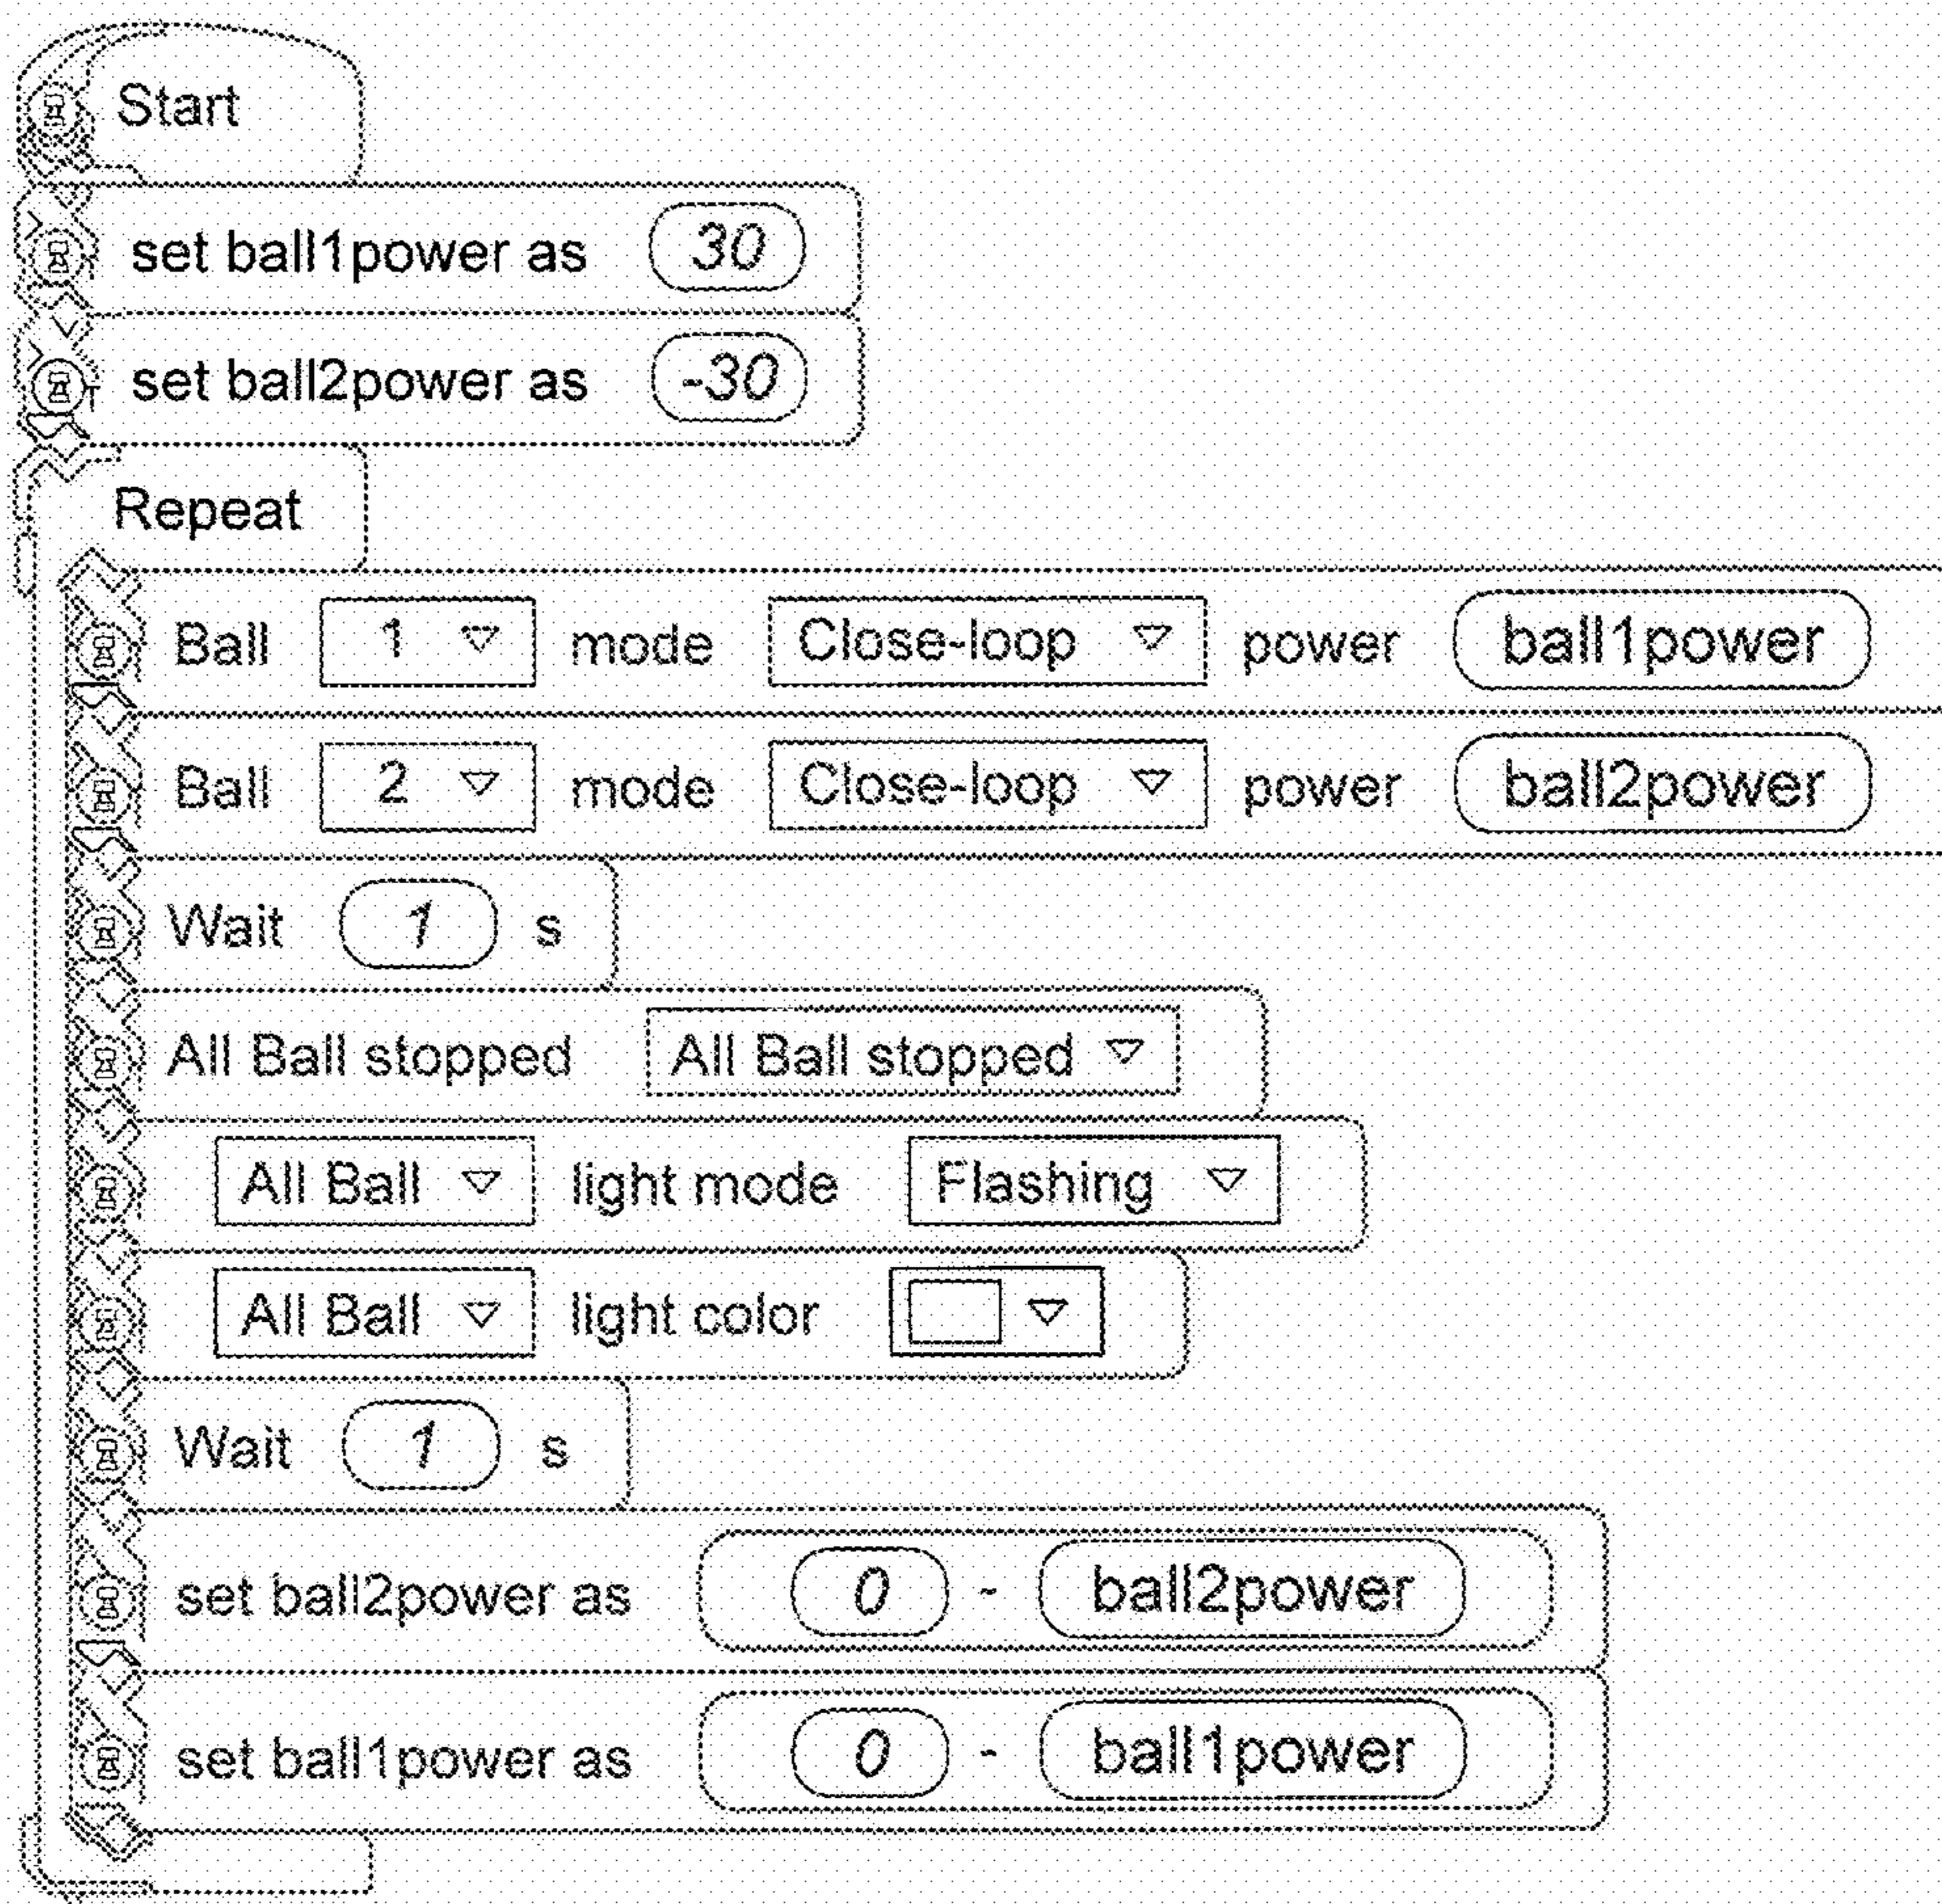 Start
set ball1power as 30
set ball2power as -30
Repeat
Ball 1 mode Close-loop power ball1power
Ball 2 mode Close-loop power ball2power
Wait 1 s
All Ball stopped All Ball stopped
All Ball light mode Flashing
All Ball light color
Wait 1 s
set ball2power as 0 - ball2power
set ball1power as 0 - ball1power